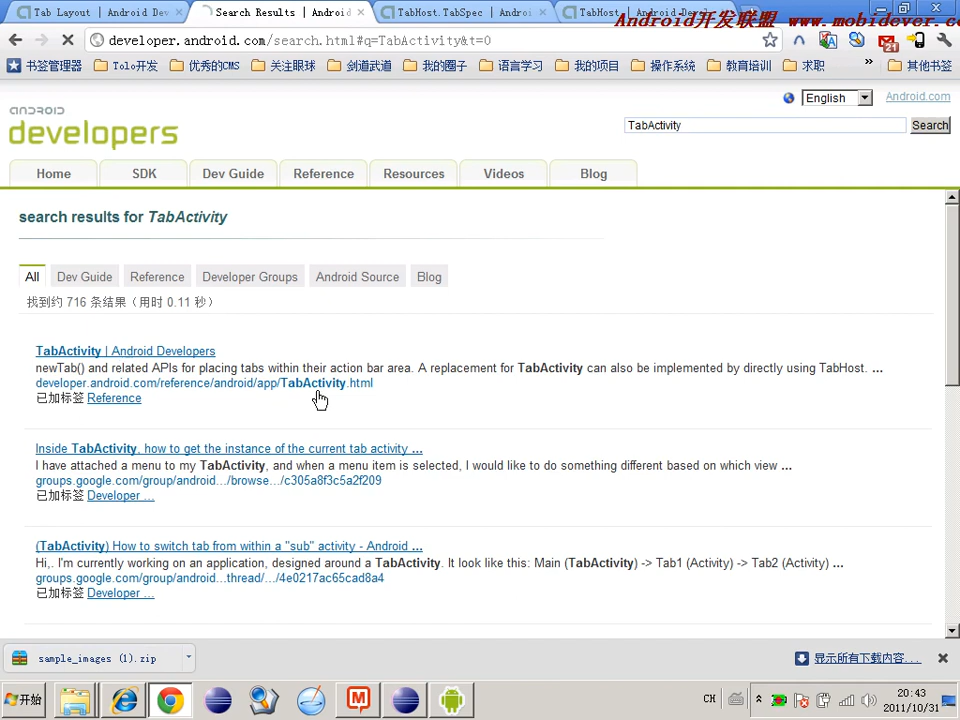 Tab Layout | Android Dev
Search Results | Android
TabHost.TabSpec | Androi
TabHost | Android Devel
Android开发联盟 www.mobidever.c
developer.android.com/search.html#q=TabActivity&t=0
21
书签管理器 Tolo开发 优秀的CMS 关注眼球 剑道武道 我的圈子 语言学习 我的项目 操作系统 教育培训 求职 » 其他书签
English
Android.com
android
developers
TabActivity
Search
Home SDK Dev Guide Reference Resources Videos Blog
search results for TabActivity
All Dev Guide Reference Developer Groups Android Source Blog
找到约 716 条结果（用时 0.11 秒）
TabActivity | Android Developers
newTab() and related APIs for placing tabs within their action bar area. A replacement for TabActivity can also be implemented by directly using TabHost. ...
developer.android.com/reference/android/app/TabActivity.html
已加标签 Reference
Inside TabActivity, how to get the instance of the current tab activity ...
I have attached a menu to my TabActivity, and when a menu item is selected, I would like to do something different based on which view ...
groups.google.com/group/android.../browse.../c305a8f3c5a2f209
已加标签 Developer ...
(TabActivity) How to switch tab from within a "sub" activity - Android ...
Hi,. I'm currently working on an application, designed around a TabActivity. It look like this: Main (TabActivity) -> Tab1 (Activity) -> Tab2 (Activity) ...
groups.google.com/group/android...thread/.../4e0217ac65cad8a4
已加标签 Developer ...
sample_images (1).zip
显示所有下载内容...
开始
CH
20:43
2011/10/31